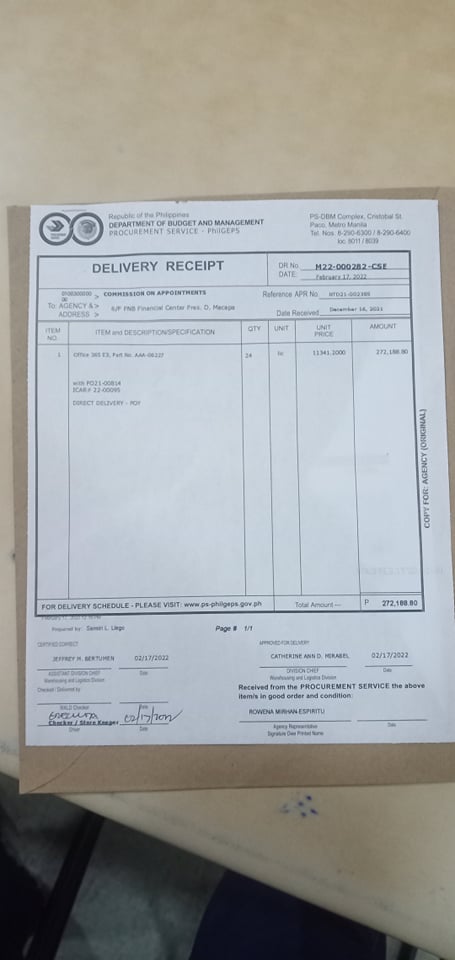 Republic of the Philippines
DEPARTMENT OF BUDGET AND MANAGEMENT
PROCUREMENT SERVICE - PhilGEPS
PS-DBM Complex, Cristobal St.
Paco, Metro Manila
Tel. Nos. 8-290-6300 / 8-290-6400
loc 8011 / 8039
DELIVERY RECEIPT
DR No. M22-000282-CSE
DATE: February 17, 2022
COMMISSION ON APPOINTMENTS
To: AGENCY &>
ADDRESS >
6/F PNB Financial Center Pres. D. Macapa
Reference APR No.
Date Received December 16, 2021
ITEM NO. ITEM and DESCRIPTION/SPECIFICATION QTY UNIT UNIT PRICE AMOUNT
1 Office 365 E3, Part No. AAA-06227 24 lic 11341.2000 272,188.80
with PO21-00814
ICAR# 22-00095
DIRECT DELIVERY - POY
COPY FOR: AGENCY (ORIGINAL)
FOR DELIVERY SCHEDULE - PLEASE VISIT: www.ps-philgeps.gov.ph Total Amount — P 272,188.80
Prepared by: Samin L. Llego Page # 1/1
CERTIFIED CORRECT APPROVED FOR DELIVERY
JEFFREY M. BERTUMEN 02/17/2022 CATHERINE ANN D. MIRABEL 02/17/2022
ASSISTANT DIVISION CHIEF Date DIVISION CHIEF Date
Warehousing and Logistics Division Warehousing and Logistics Division
Checked / Delivered by
Received from the PROCUREMENT SERVICE the above
item/s in good order and condition:
WALD Checker Date
ROWENA MIRHAN-ESPIRITU
02/17/2022
Checker / Store Keeper
Driver Date
Agency Representative Date
Signature Over Printed Name